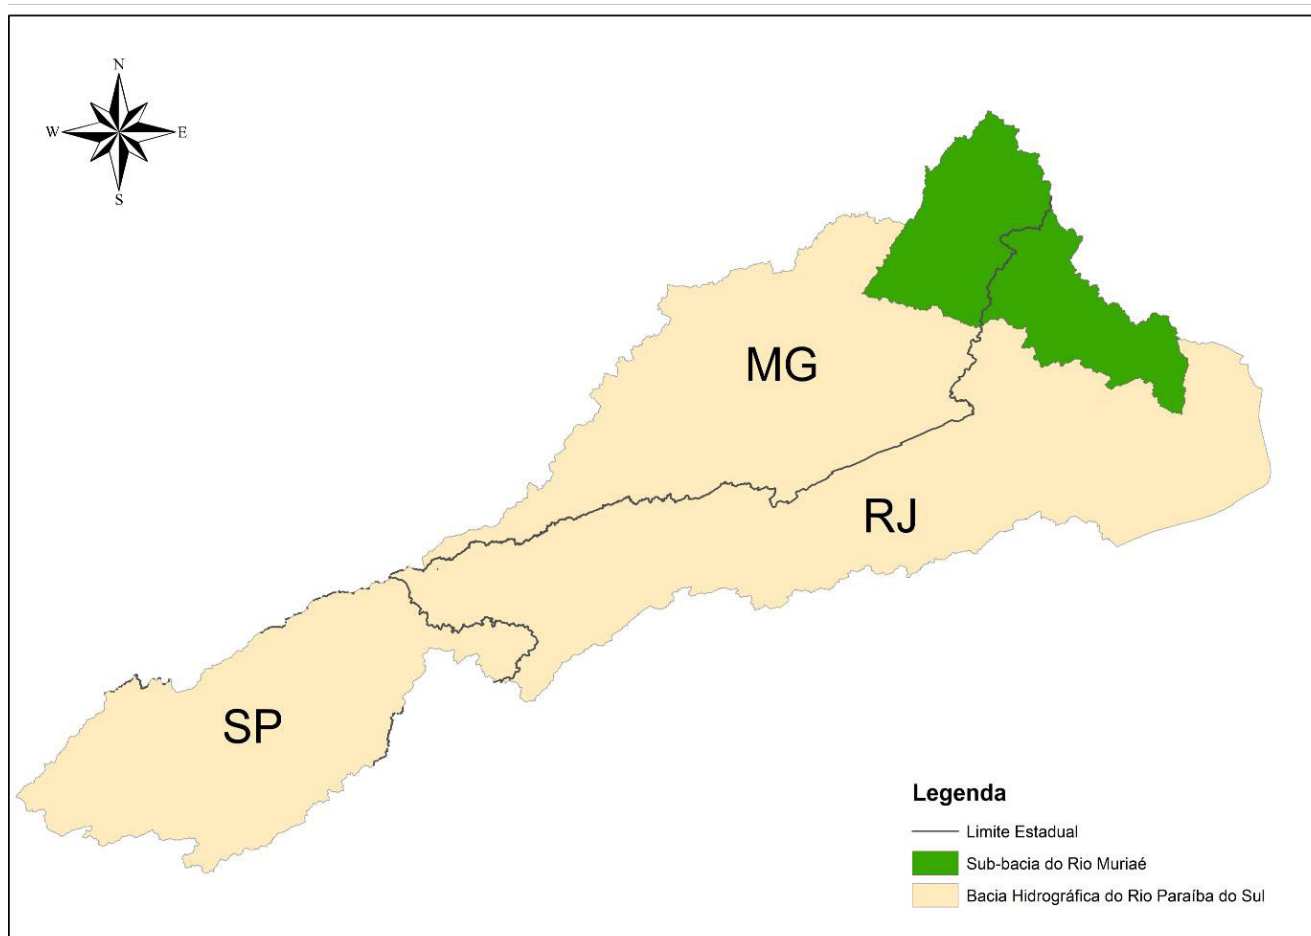 N
W E
S
MG
RJ
SP
Legenda
Limite Estadual
Sub-bacia do Rio Muriaé
Bacia Hidrográfica do Rio Paraíba do Sul